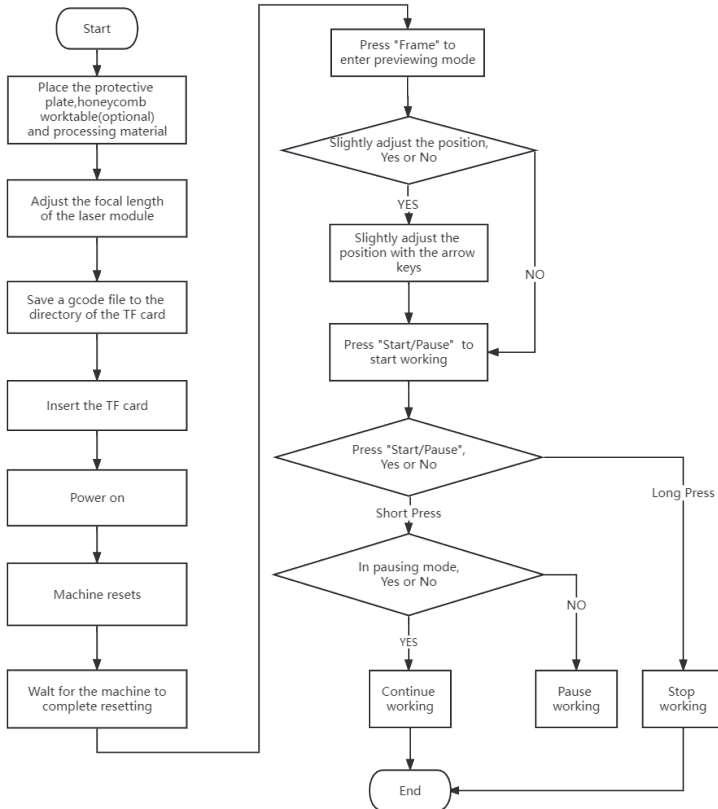 Start
Place the protective
plate,honeycomb
worktable(optional)
and processing material
Adjust the focal length
of the laser module
Save a gcode file to the
directory of the TF card
Insert the TF card
Power on
Machine resets
Walt for the machine to
complete resetting
Press "Frame" to
enter previewing mode
Slightly adjust the position,
Yes or No
YES
Slightly adjust the
position with the arrow
keys
NO
Press "Start/Pause" to
start working
Press "Start/Pause",
Yes or No
Long Press
Short Press
In pausing mode,
Yes or No
NO
YES
Continue
working
Pause
working
Stop
working
End